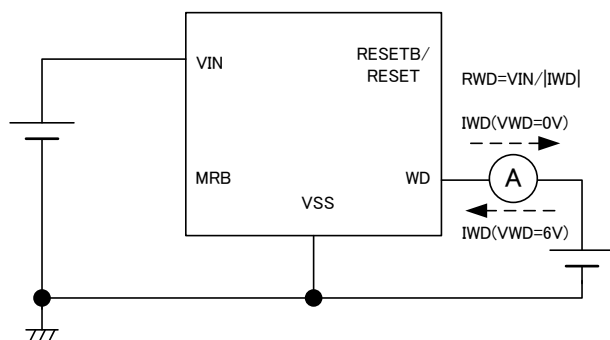 VIN
RESETB/
RESET
RWD=VIN/|IWD|
IWD(VWD=0V)
MRB
WD
A
VSS
IWD(VWD=6V)